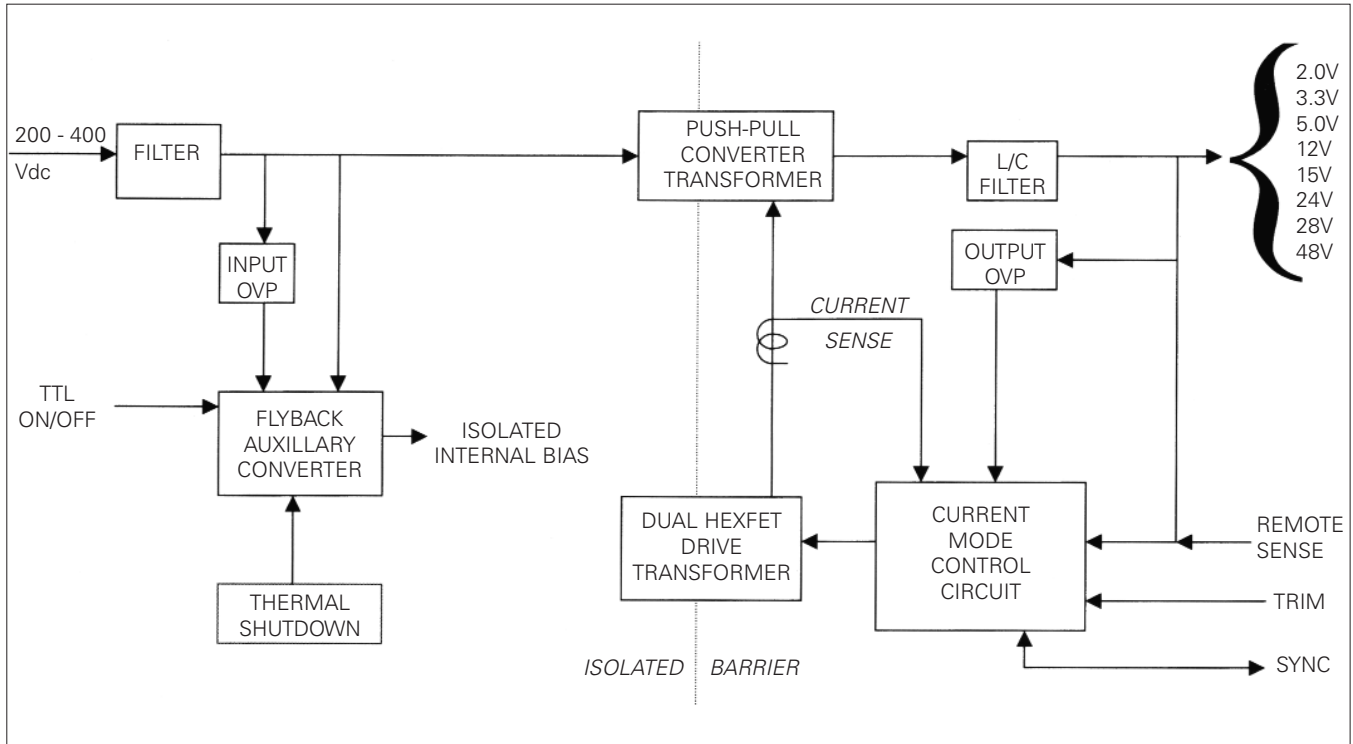 200 - 400
Vdc
FILTER
INPUT
OVP
TTL
ON/OFF
FLYBACK
AUXILLARY
CONVERTER
ISOLATED
INTERNAL BIAS
THERMAL
SHUTDOWN
PUSH-PULL
CONVERTER
TRANSFORMER
L/C
FILTER
2.0V
3.3V
5.0V
12V
15V
24V
28V
48V
OUTPUT
OVP
CURRENT
SENSE
DUAL HEXFET
DRIVE
TRANSFORMER
CURRENT
MODE
CONTROL
CIRCUIT
REMOTE
SENSE
TRIM
SYNC
ISOLATED BARRIER